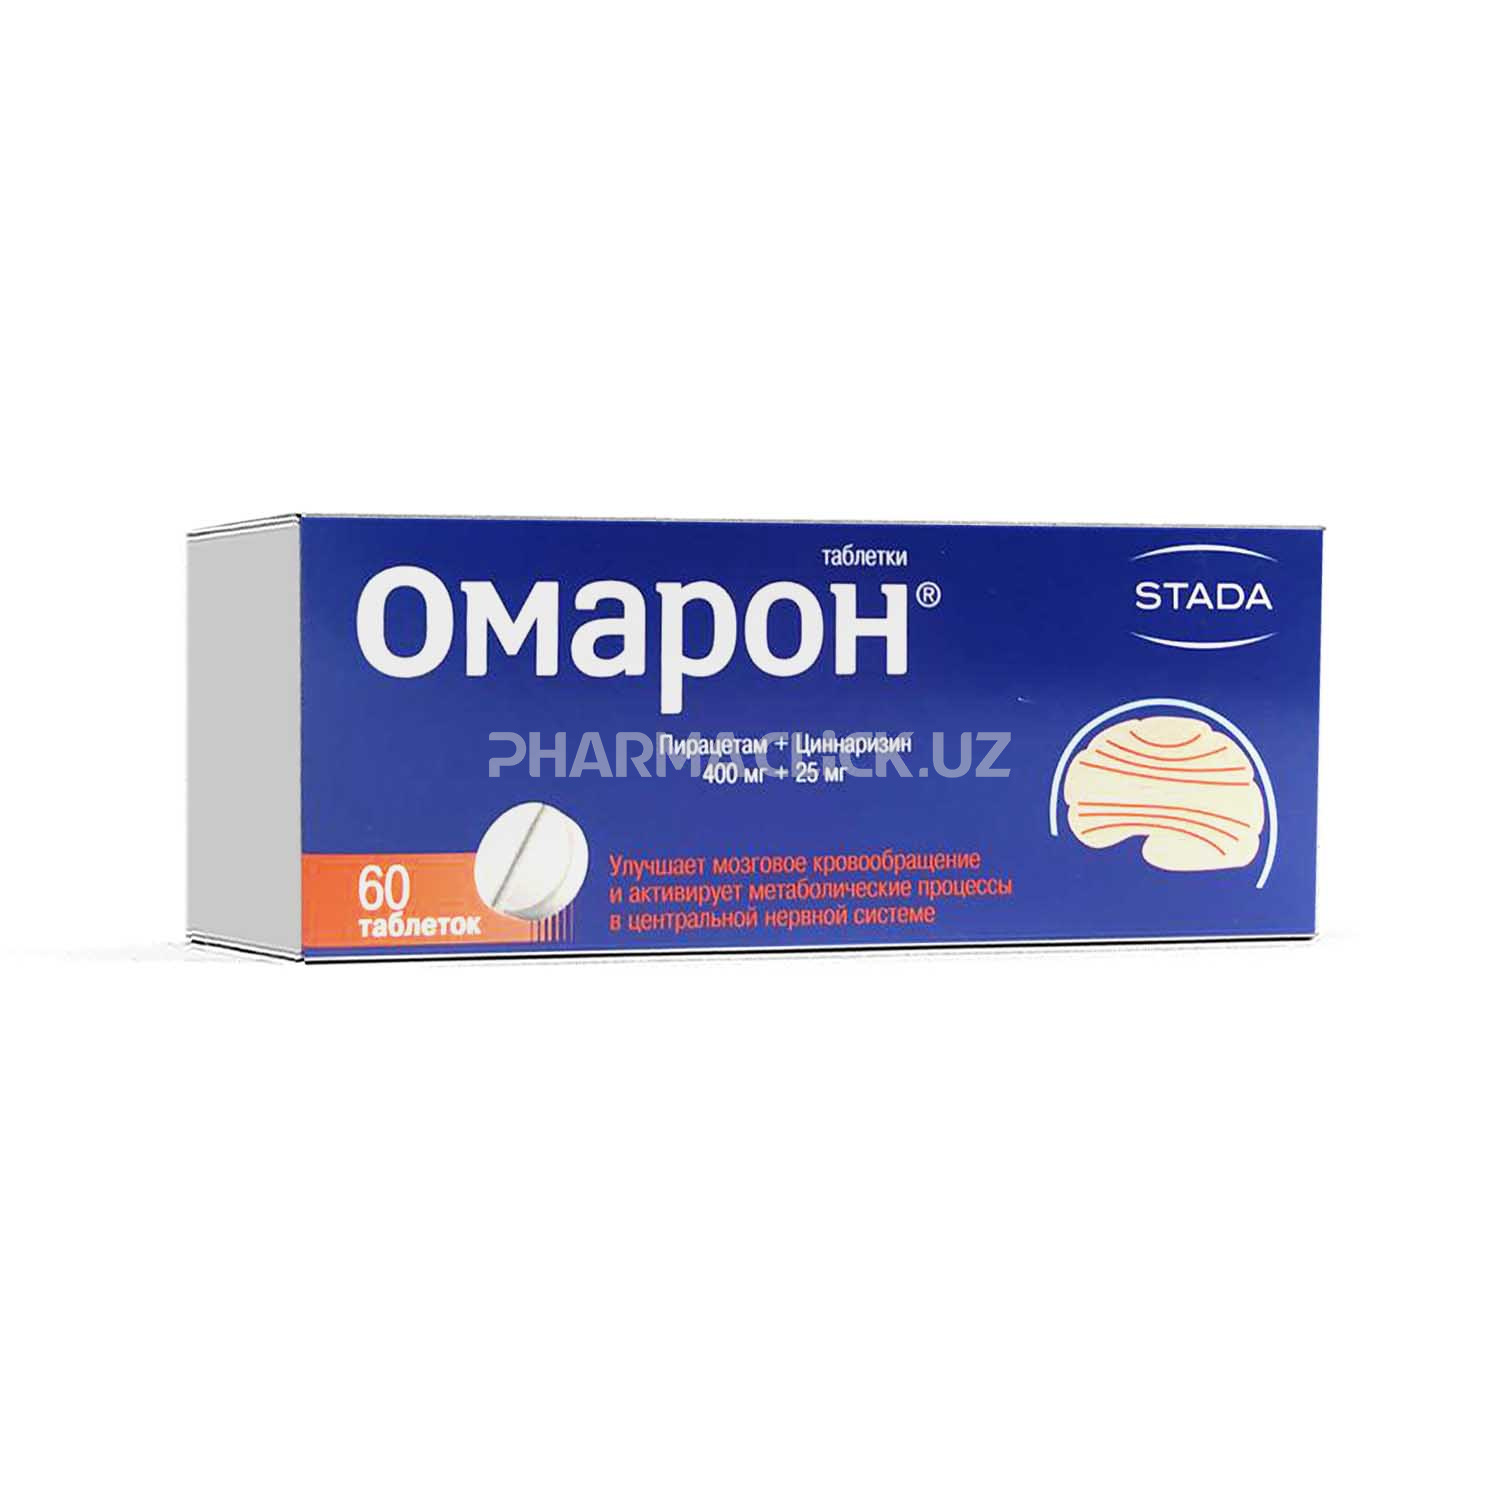 таблетки
Омарон®
STADA
Пирацетам + Циннаризин
400 мг + 25 мг
PHARMACLICK.UZ
60
таблеток
Улучшает мозговое кровообращение
и активирует метаболические процессы
в центральной нервной системе